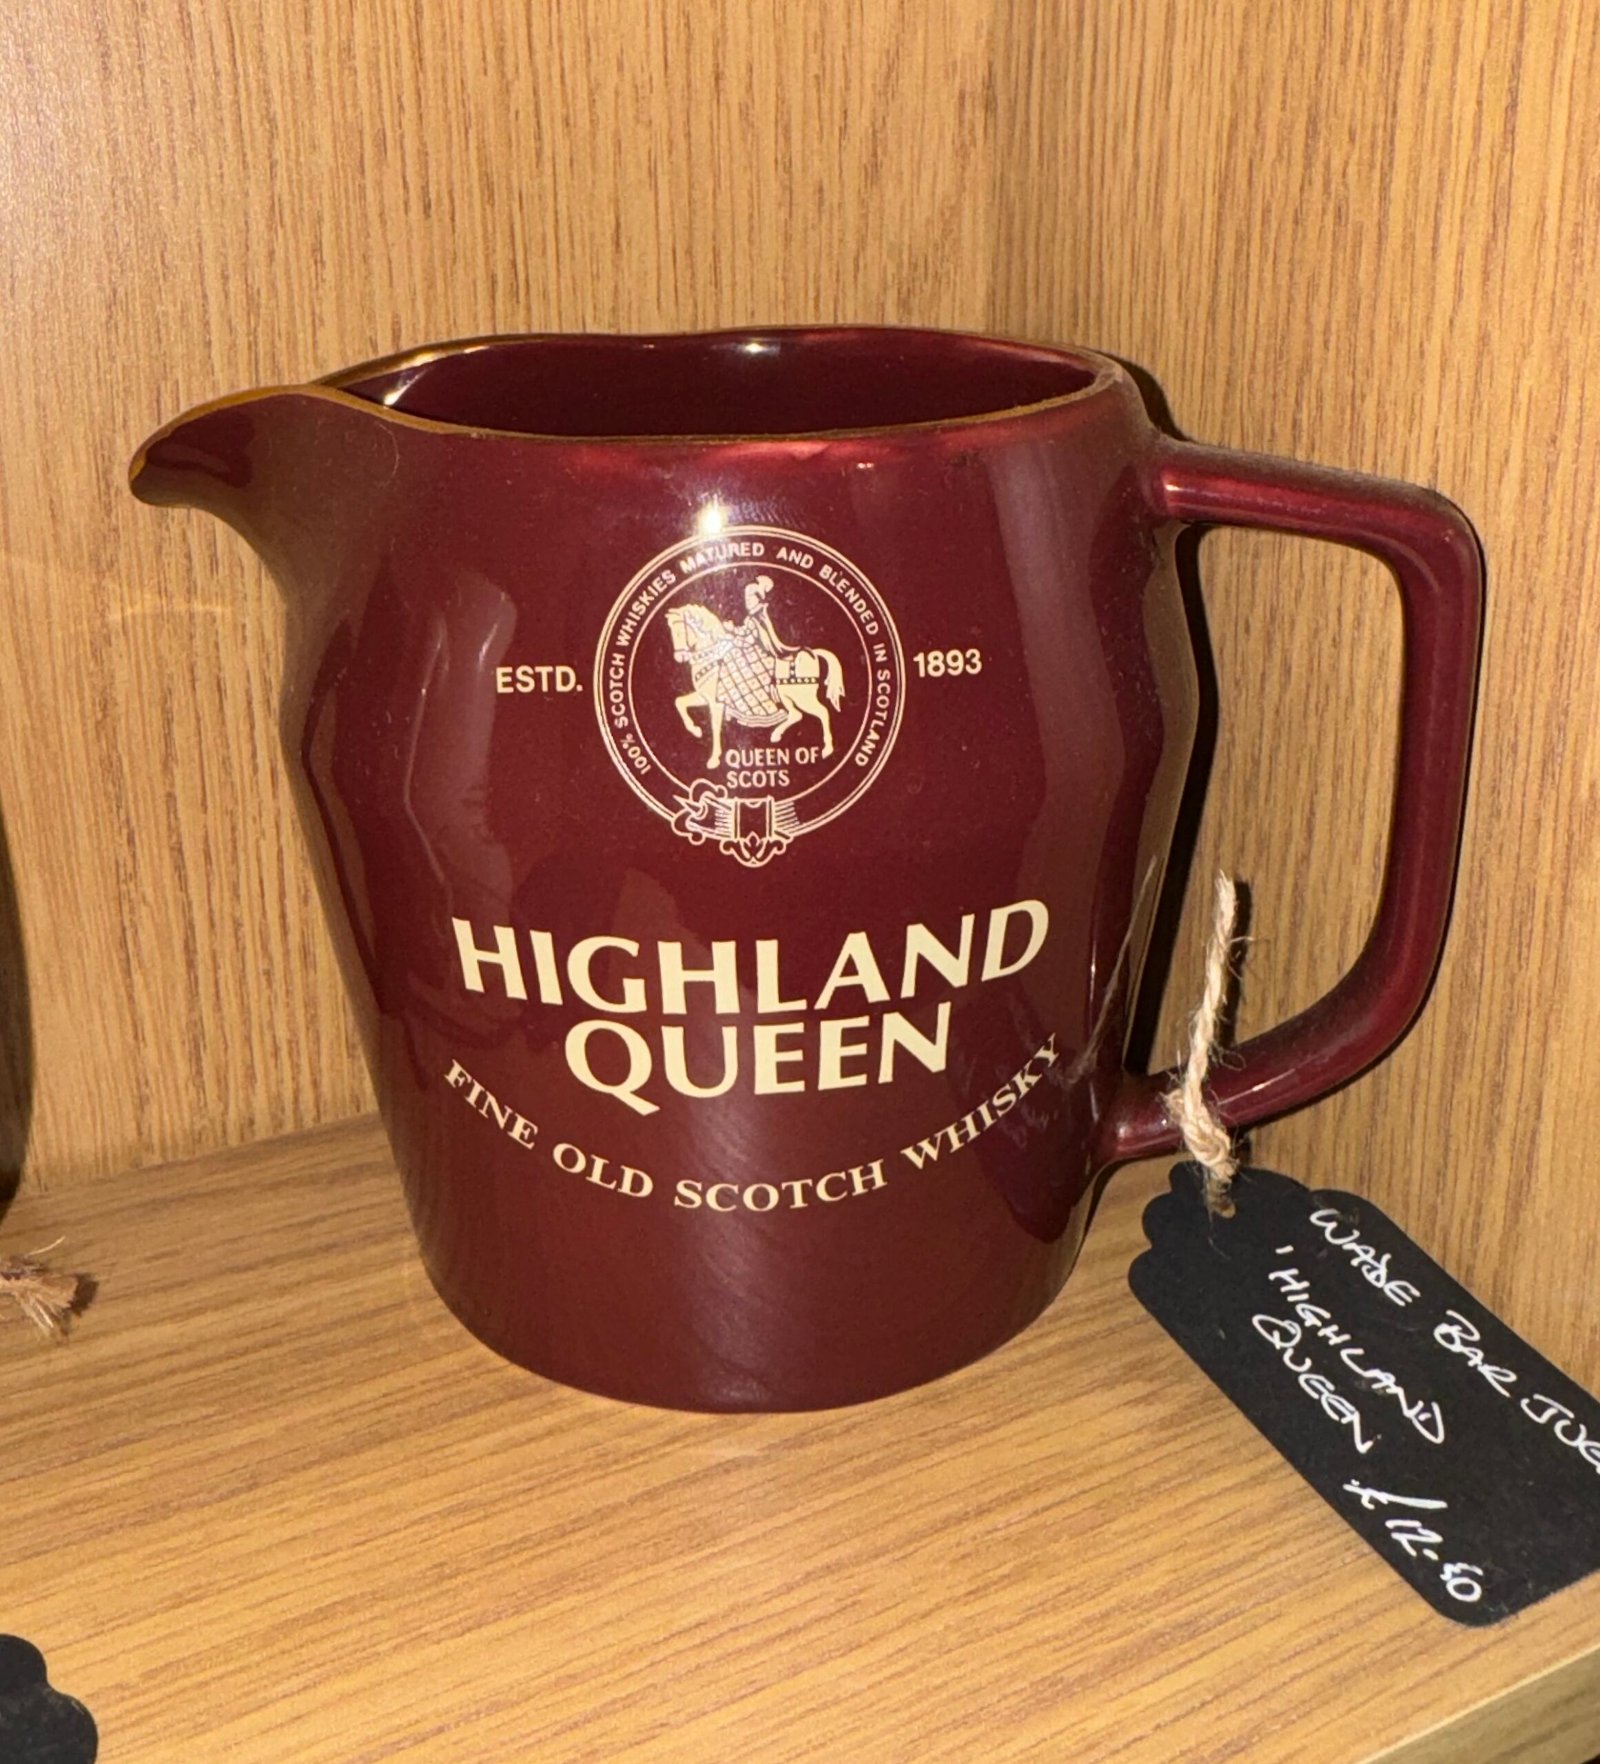 100% SCOTCH WHISKIES MATURED AND BLENDED IN SCOTLAND
ESTD.
1893
QUEEN OF
SCOTS
HIGHLAND
QUEEN
FINE OLD SCOTCH WHISKY
WADE BAR JUG
'HIGHLAND
QUEEN
£12.50